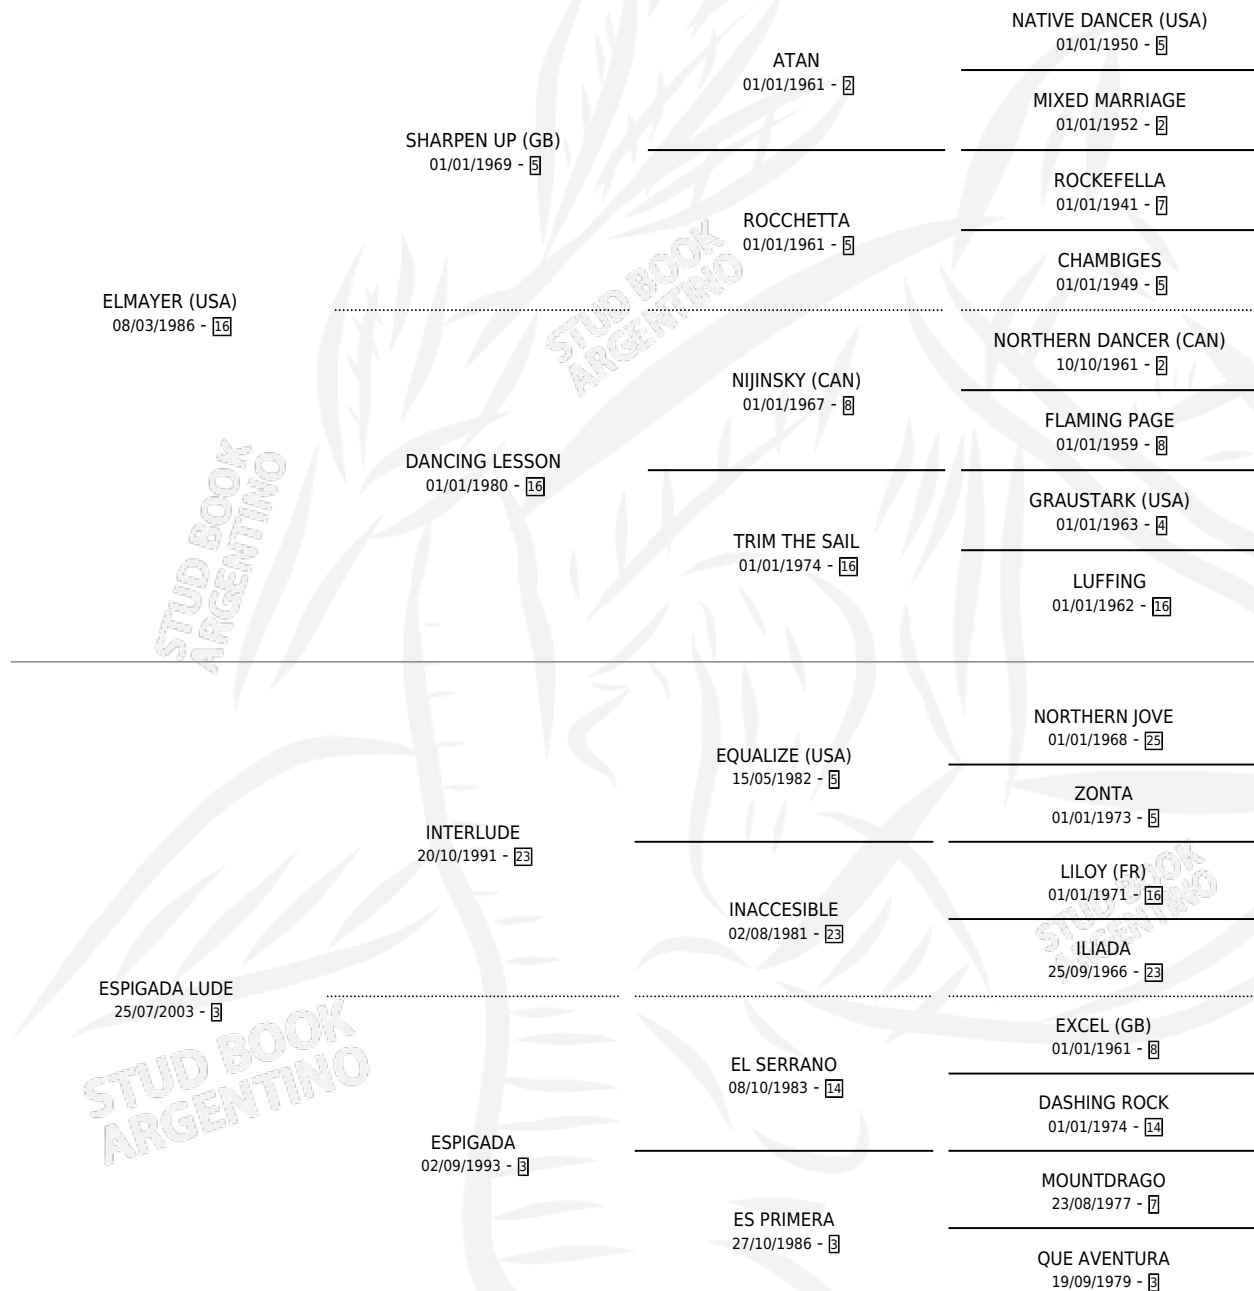 NATIVE DANCER (USA)
01/01/1950 - 5
ATAN
01/01/1961 - 2
MIXED MARRIAGE
01/01/1952 - 2
SHARPEN UP (GB)
01/01/1969 - 5
ROCKEFELLA
01/01/1941 - 7
ROCCHETTA
01/01/1961 - 5
CHAMBIGES
01/01/1949 - 5
ELMAYER (USA)
08/03/1986 - 16
NORTHERN DANCER (CAN)
10/10/1961 - 2
NIJINSKY (CAN)
01/01/1967 - 8
FLAMING PAGE
01/01/1959 - 8
DANCING LESSON
01/01/1980 - 16
GRAUSTARK (USA)
01/01/1963 - 4
TRIM THE SAIL
01/01/1974 - 16
LUFFING
01/01/1962 - 16
NORTHERN JOVE
01/01/1968 - 25
EQUALIZE (USA)
15/05/1982 - 5
ZONTA
01/01/1973 - 5
INTERLUDE
20/10/1991 - 23
LILOY (FR)
01/01/1971 - 16
INACCESIBLE
02/08/1981 - 23
ILIADA
25/09/1966 - 23
ESPIGADA LUDE
25/07/2003 - 3
EXCEL (GB)
01/01/1961 - 8
EL SERRANO
08/10/1983 - 14
DASHING ROCK
01/01/1974 - 14
ESPIGADA
02/09/1993 - 3
MOUNTDRAGO
23/08/1977 - 7
ES PRIMERA
27/10/1986 - 3
QUE AVENTURA
19/09/1979 - 3
STUD BOOK
ARGENTINO
STUD BOOK
ARGENTINO
STUD BOOK
ARGENTINO
STUD BOOK
ARGENTINO